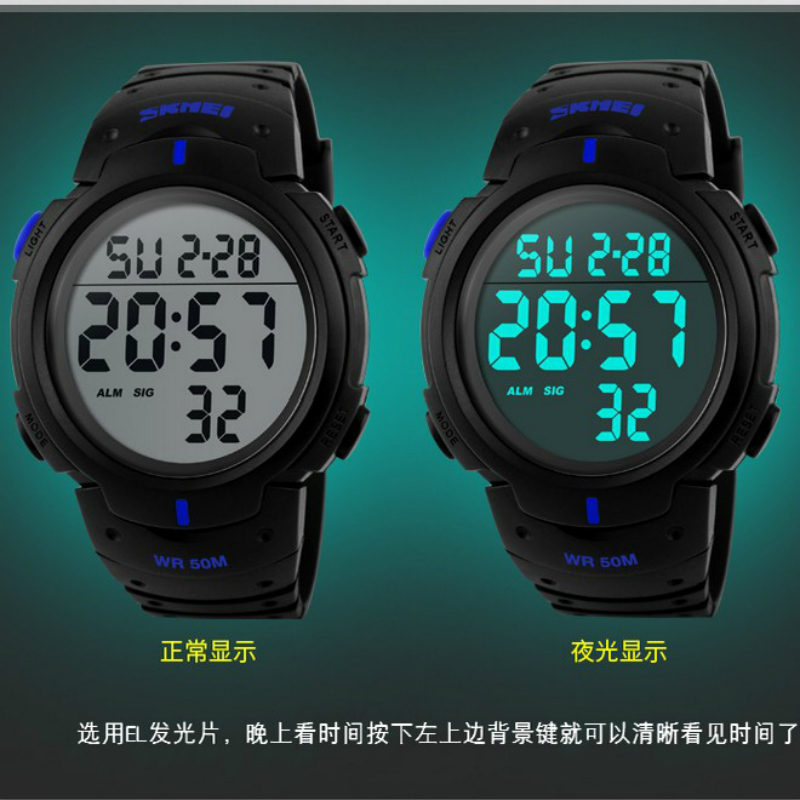 SKMEI
LIGHT
START
SU 2-28
20:57
ALM SIG
32
MODE
RESET
WR 50M
SKMEI
LIGHT
START
SU 2-28
20:57
ALM SIG
32
MODE
RESET
WR 50M
正常显示
夜光显示
选用EL发光片，晚上看时间按下左上边背景键就可以清晰看见时间了